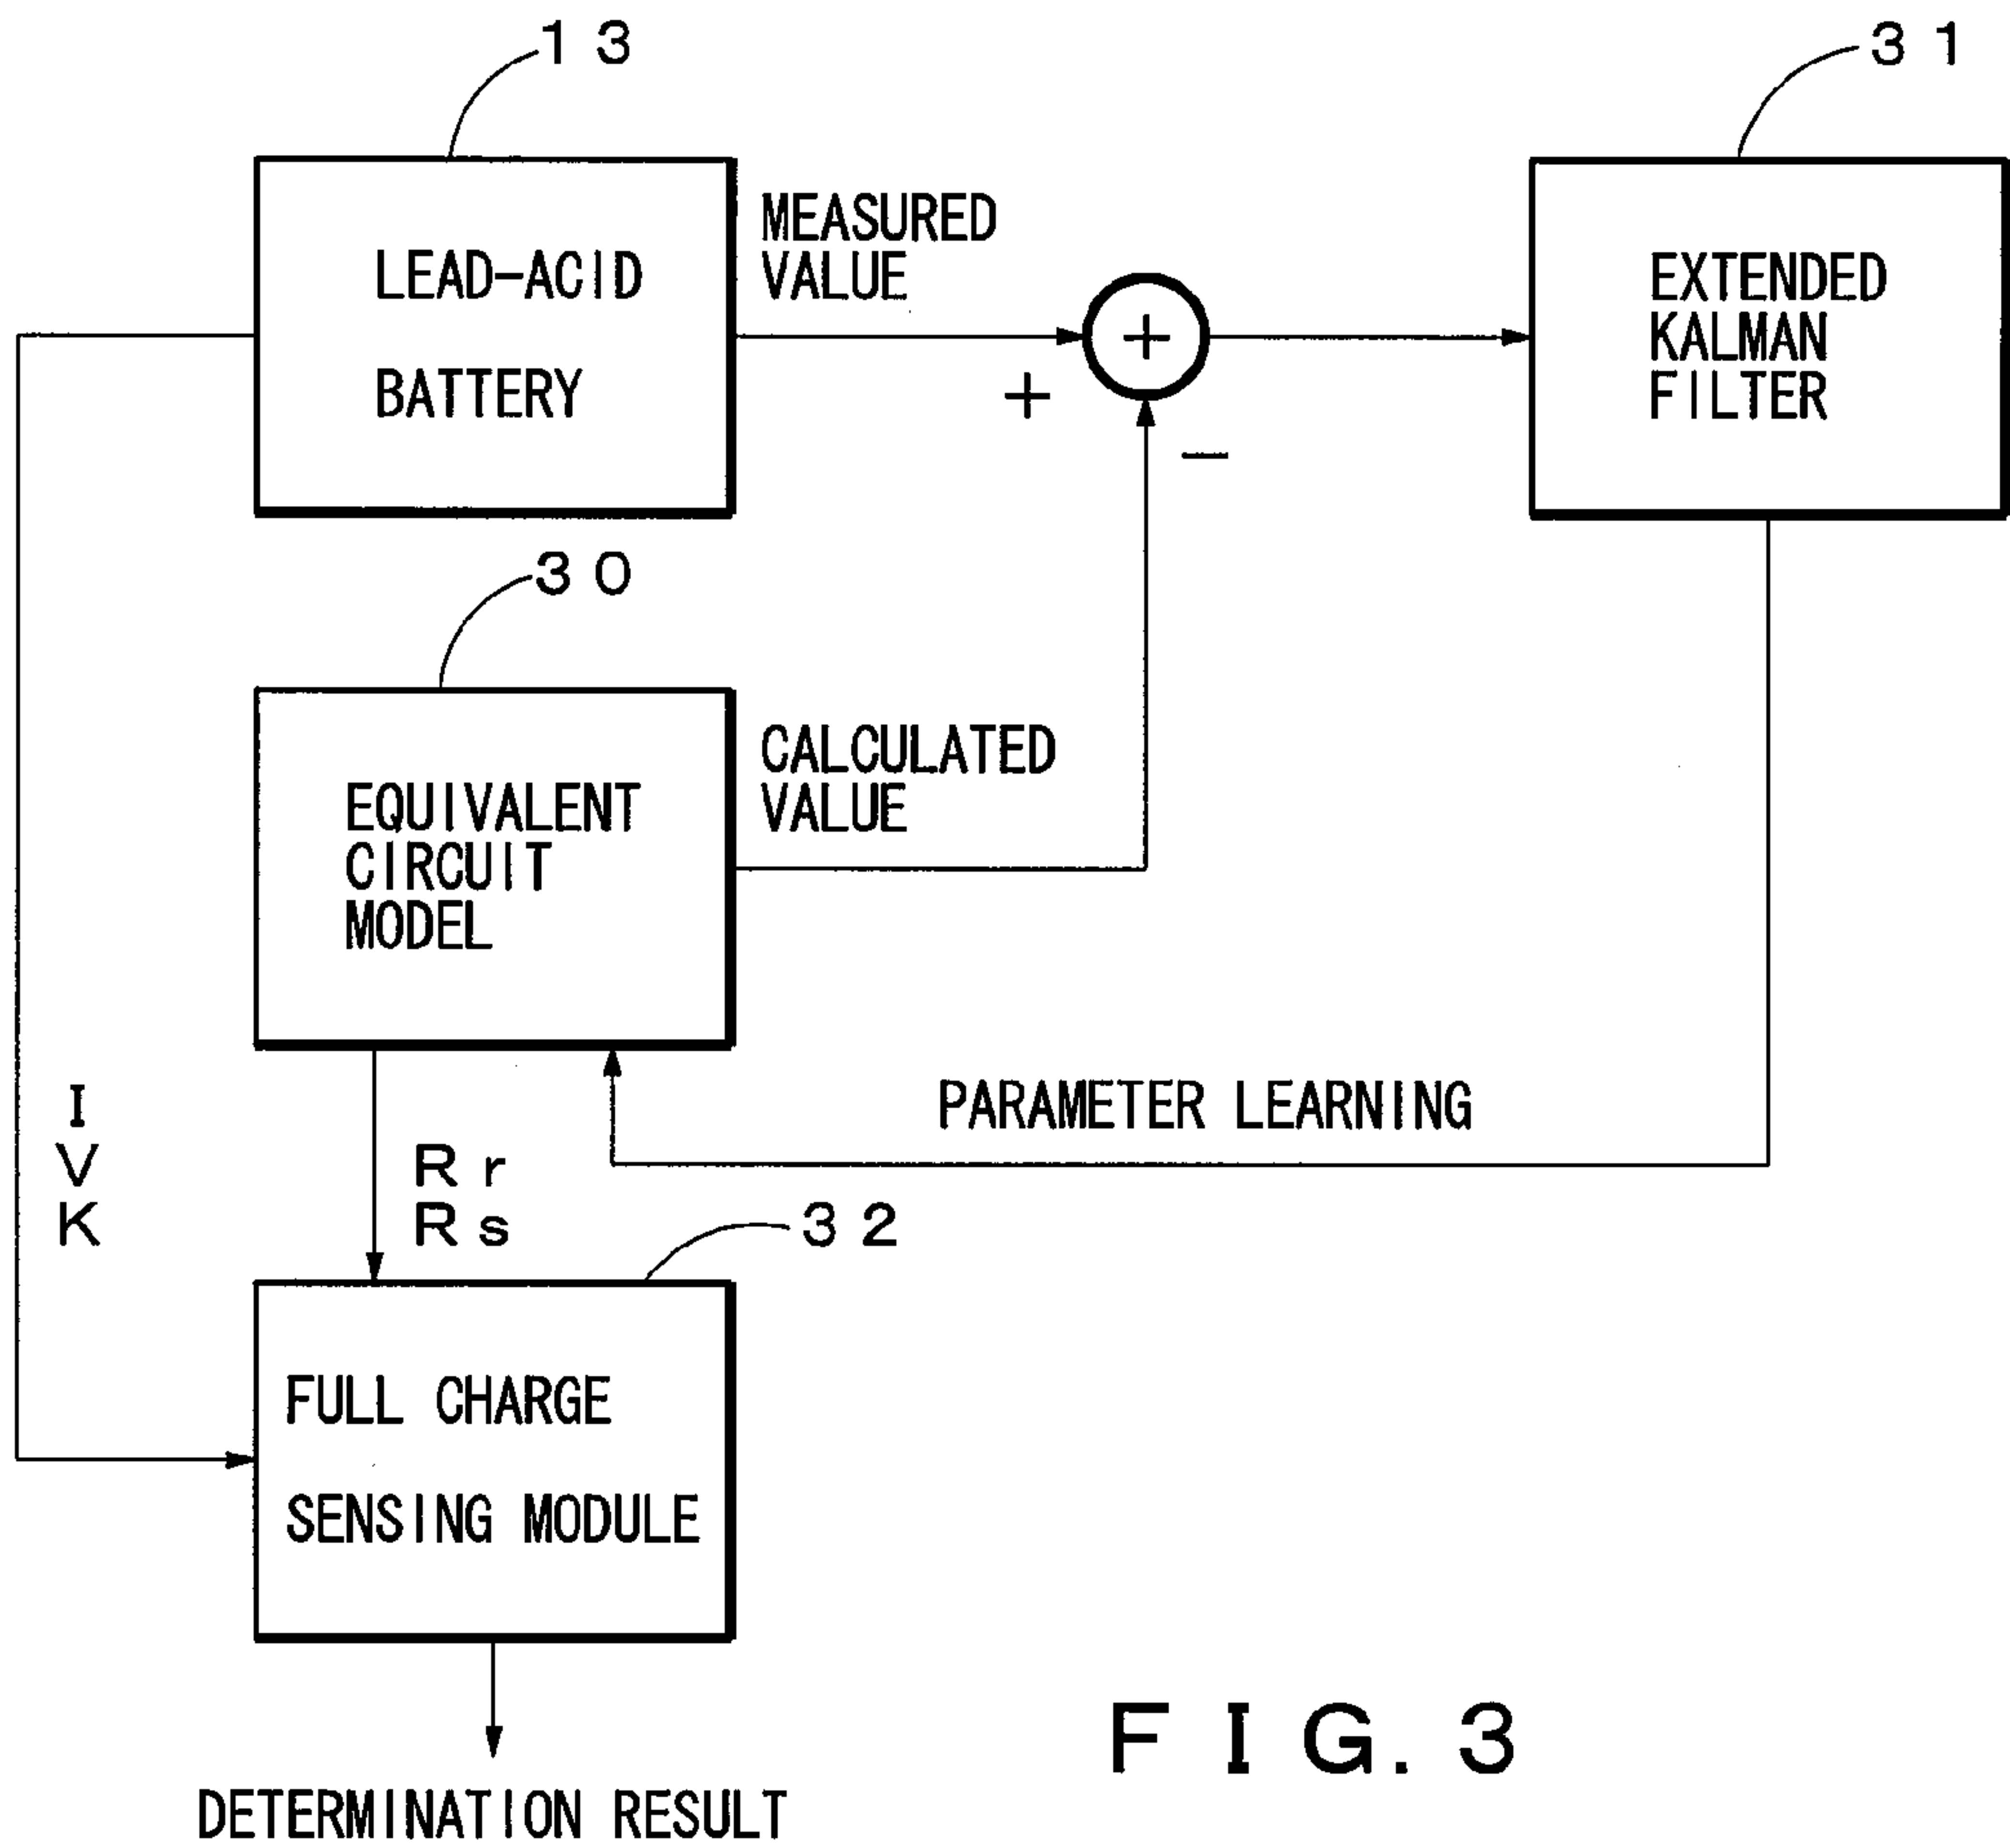 13
31
MEASURED
VALUE
LEAD-ACID
BATTERY
+
+
−
EXTENDED
KALMAN
FILTER
30
CALCULATED
VALUE
EQUIVALENT
CIRCUIT
MODEL
PARAMETER LEARNING
I
V
K
Rr
Rs
32
FULL CHARGE
SENSING MODULE
DETERMINATION RESULT
FIG. 3